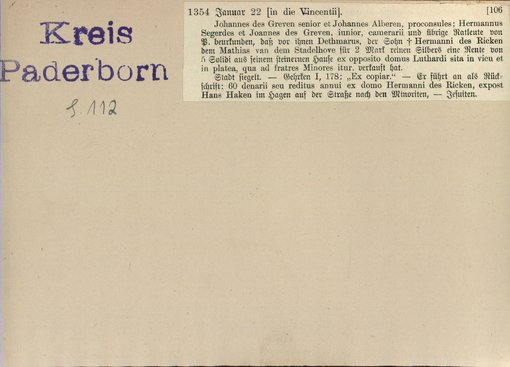 Kreis
Paderborn
S. 112
1354 Januar 22 [in die Vincentii]. [106
Johannes des Greven senior et Johannes Alberen, proconsules; Hermannus
Segerdes et Joannes des Greven, iunior, camerarii und übrige Ratleute von
P. beurkunden, daß vor ihnen Dethmarus, der Sohn † Hermanni des Ricken
dem Mathias van dem Stadelhove für 2 Mark reinen Silbers eine Rente von
5 Solidi aus seinem steinernen Hause ex opposito domus Luthardi sita in vicu et
in platea, qua ad fratres Minores itur, verkauft hat.
Stadt siegelt. — Gehrken I, 178: „Ex copiar.“ — Er führt an als Rück-
schrift: 60 denarii seu reditus annui ex domo Hermanni des Ricken, expost
Hans Haken im Hagen auf der Straße nach den Minoriten, — Jesuiten.